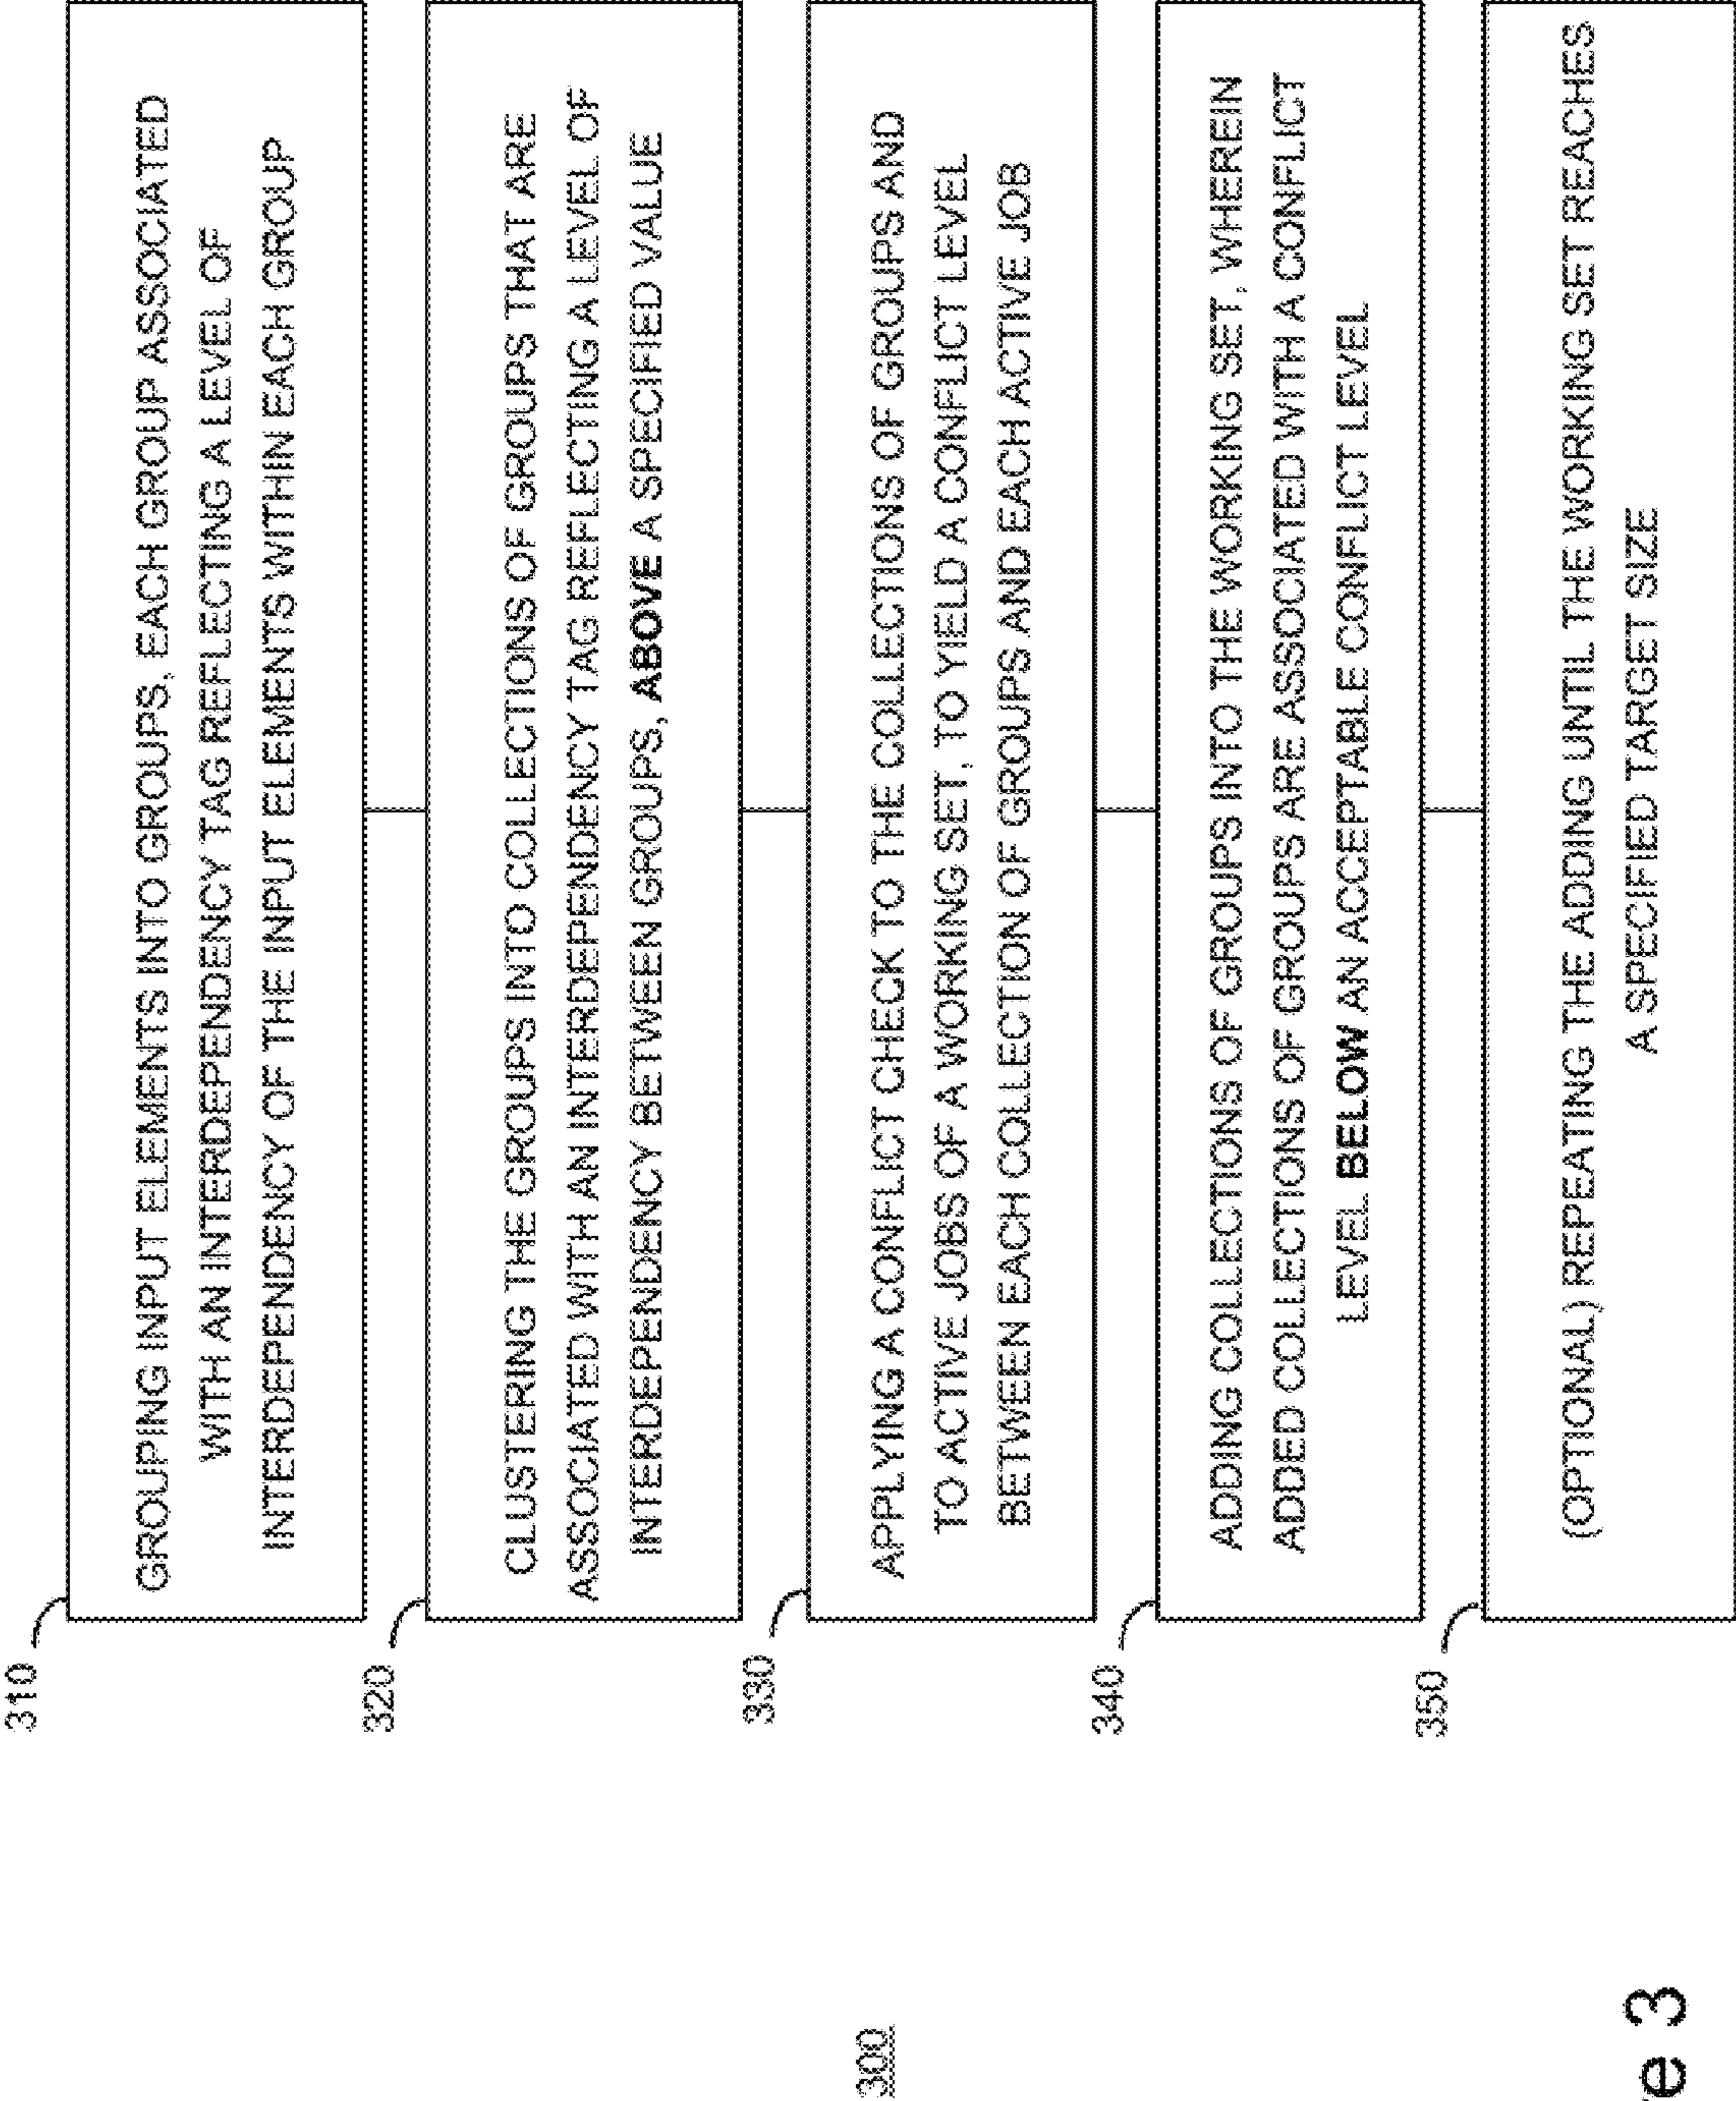 300
310
GROUPING INPUT ELEMENTS INTO GROUPS, EACH GROUP ASSOCIATED
WITH AN INTERDEPENDENCY TAG REFLECTING A LEVEL OF
INTERDEPENDENCY OF THE INPUT ELEMENTS WITHIN EACH GROUP
320
CLUSTERING THE GROUPS INTO COLLECTIONS OF GROUPS THAT ARE
ASSOCIATED WITH AN INTERDEPENDENCY TAG REFLECTING A LEVEL OF
INTERDEPENDENCY BETWEEN GROUPS, ABOVE A SPECIFIED VALUE
330
APPLYING A CONFLICT CHECK TO THE COLLECTIONS OF GROUPS AND
TO ACTIVE JOBS OF A WORKING SET, TO YIELD A CONFLICT LEVEL
BETWEEN EACH COLLECTION OF GROUPS AND EACH ACTIVE JOB
340
ADDING COLLECTIONS OF GROUPS INTO THE WORKING SET, WHEREIN
ADDED COLLECTIONS OF GROUPS ARE ASSOCIATED WITH A CONFLICT
LEVEL BELOW AN ACCEPTABLE CONFLICT LEVEL
350
(OPTIONAL) REPEATING THE ADDING UNTIL THE WORKING SET REACHES
A SPECIFIED TARGET SIZE
e 3